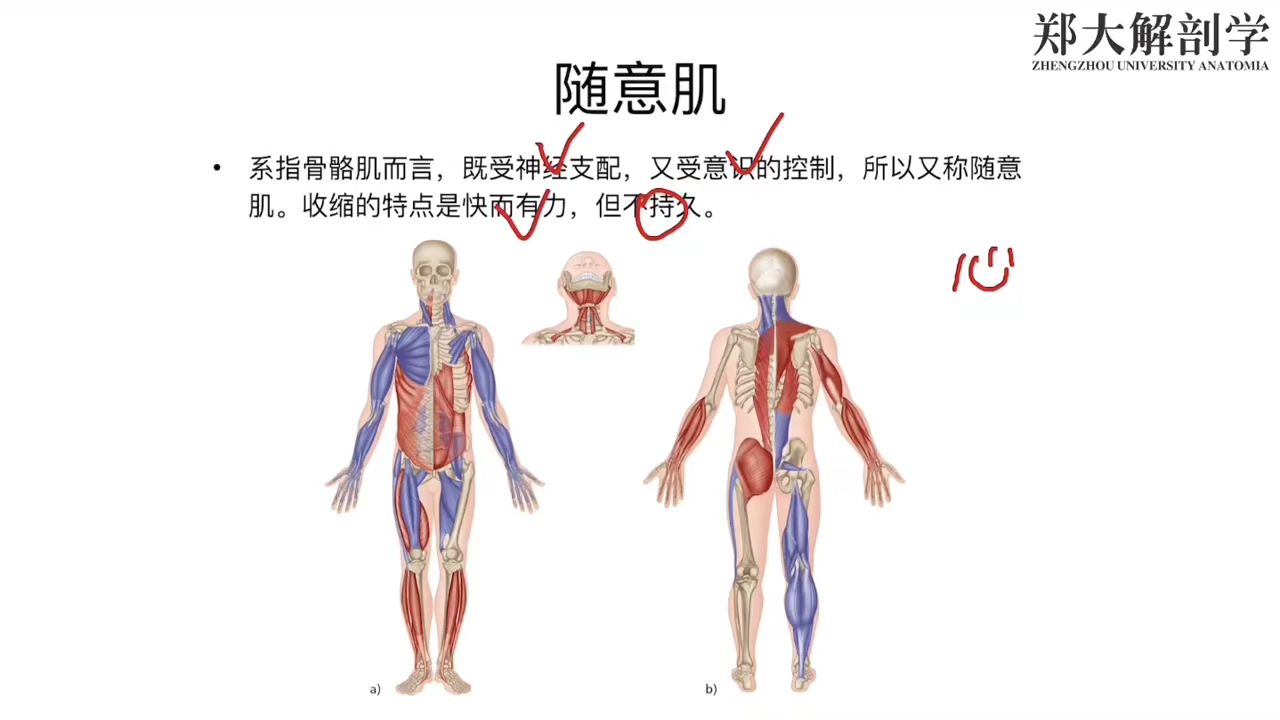 郑大解剖学
ZHENGZHOU UNIVERSITY ANATOMIA
随意肌
• 系指骨骼肌而言，既受神经支配，又受意识的控制，所以又称随意
肌。收缩的特点是快而有力，但不持久。
心
a)
b)